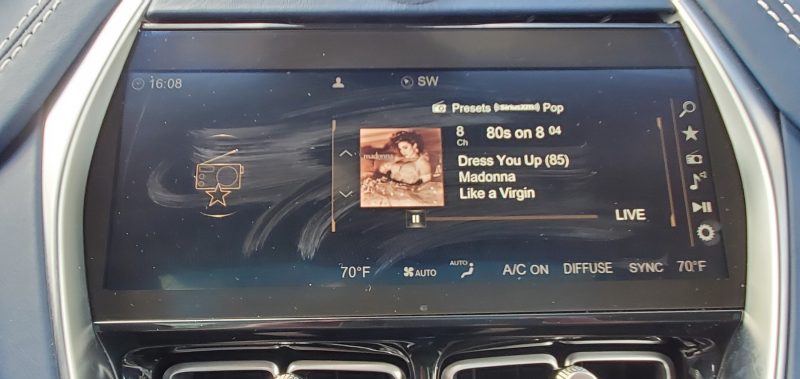 16:08
SW
Presets ((SiriusXM)) Pop
8 80s on 8 04
Ch
madonna
Dress You Up (85)
Madonna
Like a Virgin
LIVE
70°F AUTO AUTO A/C ON DIFFUSE SYNC 70°F